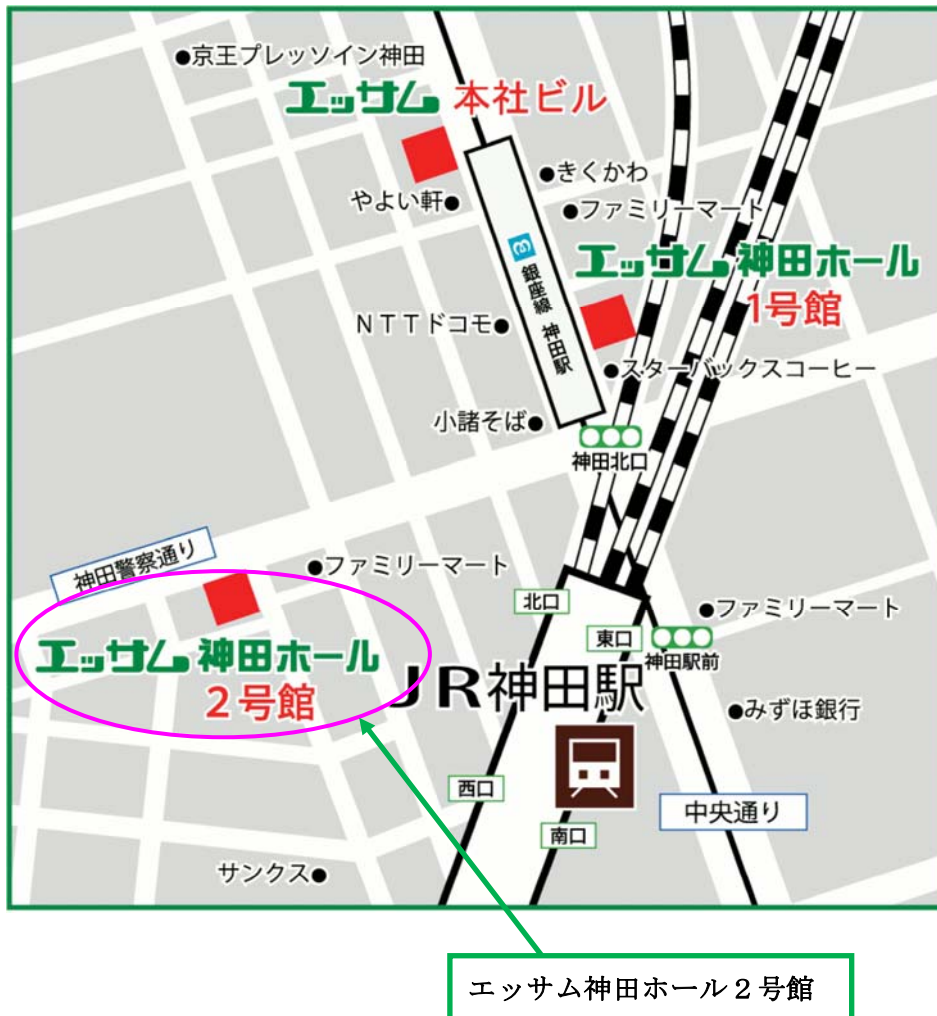 京王プレッソイン神田
エッサム 本社ビル
きくかわ
やよい軒
ファミリーマート
エッサム 神田ホール
1号館
銀座線 神田駅
NTTドコモ
スターバックスコーヒー
小諸そば
神田北口
神田警察通り
ファミリーマート
北口
ファミリーマート
東口
神田駅前
エッサム 神田ホール
2号館
JR神田駅
みずほ銀行
西口
中央通り
南口
サンクス
エッサム神田ホール2号館